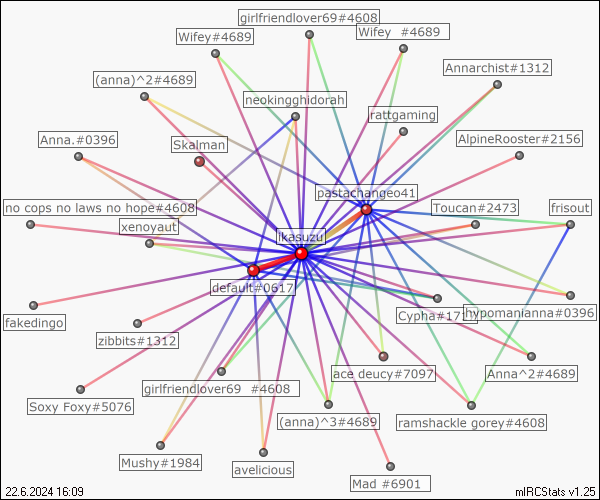 girlfriendlover69#4608
Wifey#4689
Wifey #4689
Annarchist#1312
(anna)^2#4689
neokingghidorah
rattgaming
Anna.#0396
Skalman
AlpineRooster#2156
pastachangeo41
no cops no laws no hope#4608
Toucan#2473
frisout
xenoyaut
ikasuzu
default#0617
fakedingo
Cypha#17
hypomanianna#0396
zibbits#1312
ace deucy#7097
Anna^2#4689
girlfriendlover69 #4608
Soxy Foxy#5076
(anna)^3#4689
ramshackle gorey#4608
Mushy#1984
avelicious
Mad #6901
22.6.2024 16:09
mIRCStats v1.25